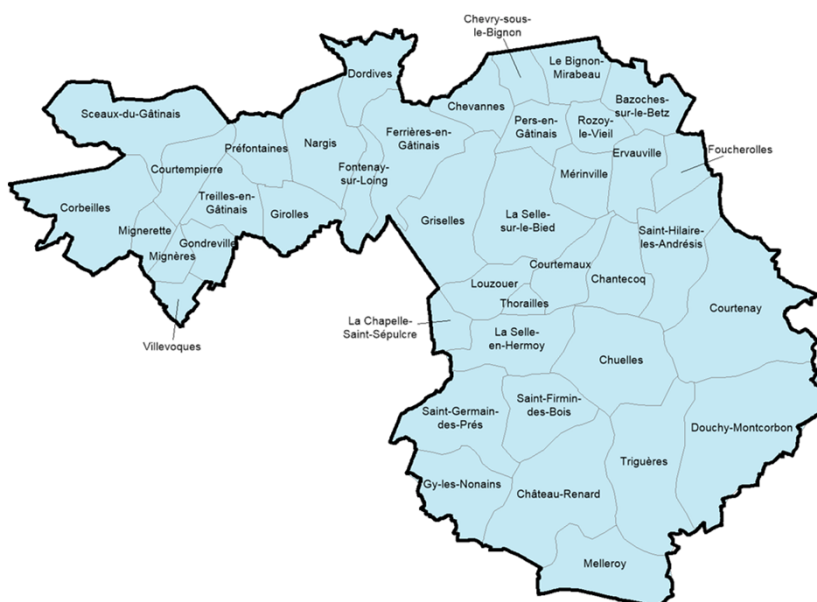 Chevry-sous-
le-Bignon
Le Bignon-
Mirabeau
Dordives
Bazoches-
sur-le-Betz
Chevannes
Sceaux-du-Gâtinais
Pers-en-
Gâtinais
Rozoy-
le-Vieil
Ferrières-en-
Gâtinais
Nargis
Préfontaines
Foucherolles
Ervauville
Courtempierre
Fontenay-
sur-Loing
Mérinville
Treilles-en-
Gâtinais
Corbeilles
Girolles
Griselles
La Selle-
sur-le-Bied
Mignerette
Saint-Hilaire-
les-Andrésis
Gondreville
Mignères
Courtemaux
Chantecoq
Louzouer
Thorailles
Courtenay
La Chapelle-
Saint-Sépulcre
La Selle-
en-Hermoy
Villevoques
Chuelles
Saint-Firmin-
des-Bois
Saint-Germain-
des-Prés
Douchy-Montcorbon
Triguères
Gy-les-Nonains
Château-Renard
Melleroy